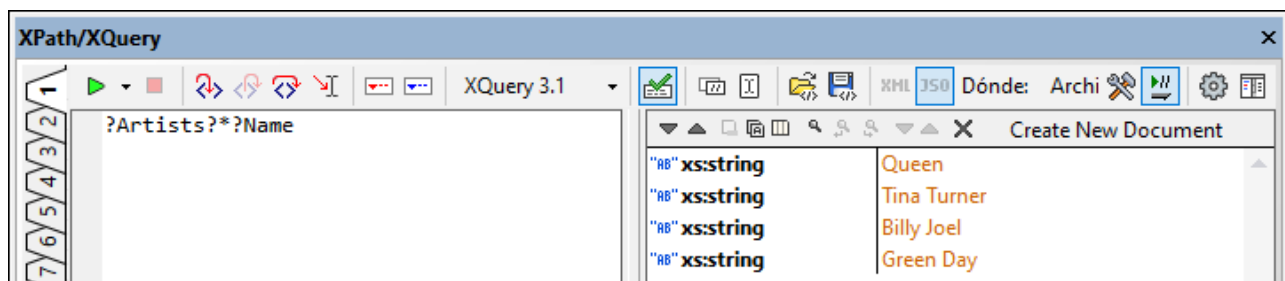 XPath/XQuery
XQuery 3.1
XML JSO Dónde: Archi
1
2
3
4
5
6
7
?Artists?*?Name
Create New Document
"AB" xs:string Queen
"AB" xs:string Tina Turner
"AB" xs:string Billy Joel
"AB" xs:string Green Day